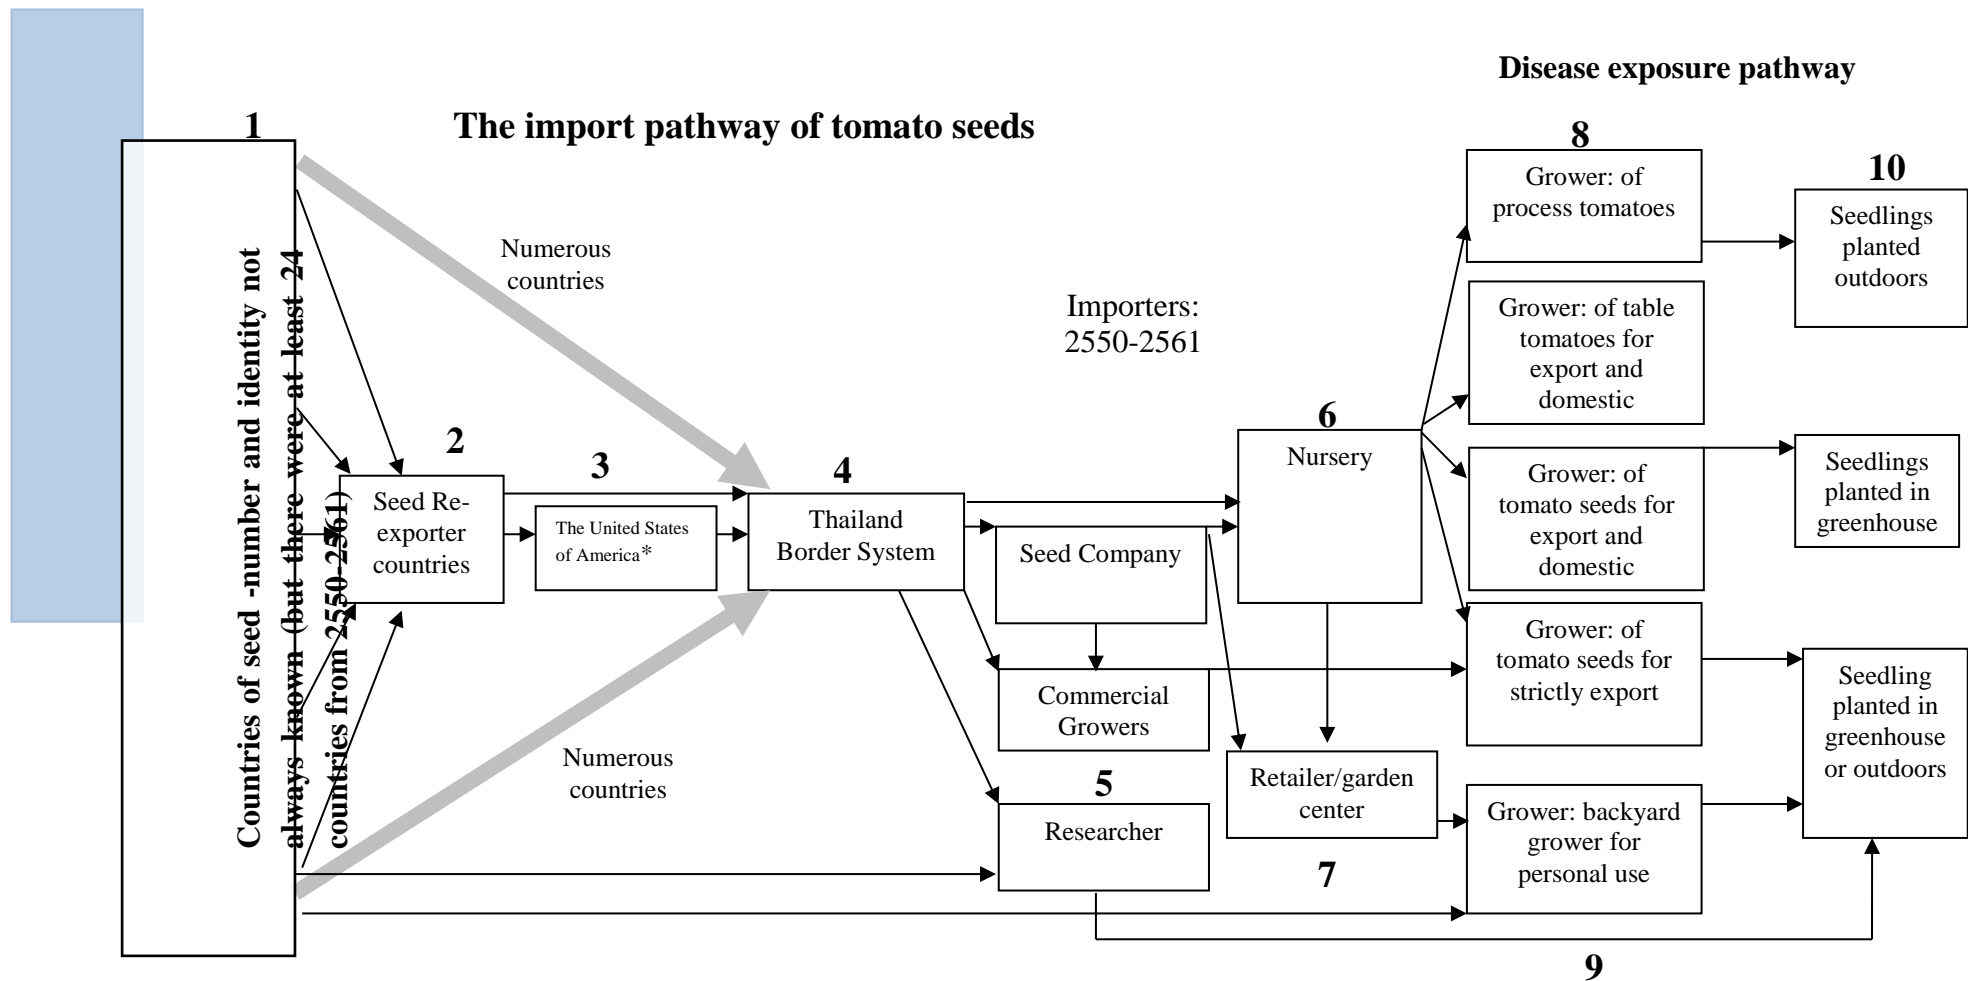 Disease exposure pathway
The import pathway of tomato seeds
1
Countries of seed -number and identity not
always known (but there were at least 24
countries from 2550-2561)
Numerous
countries
Numerous
countries
2
Seed Re-
exporter
countries
3
The United States
of America*
4
Thailand
Border System
Importers:
2550-2561
Seed Company
Commercial
Growers
5
Researcher
6
Nursery
Retailer/garden
center
7
8
Grower: of
process tomatoes
Grower: of table
tomatoes for
export and
domestic
Grower: of
tomato seeds for
export and
domestic
Grower: of
tomato seeds for
strictly export
Grower: backyard
grower for
personal use
9
10
Seedlings
planted
outdoors
Seedlings
planted in
greenhouse
Seedling
planted in
greenhouse
or outdoors